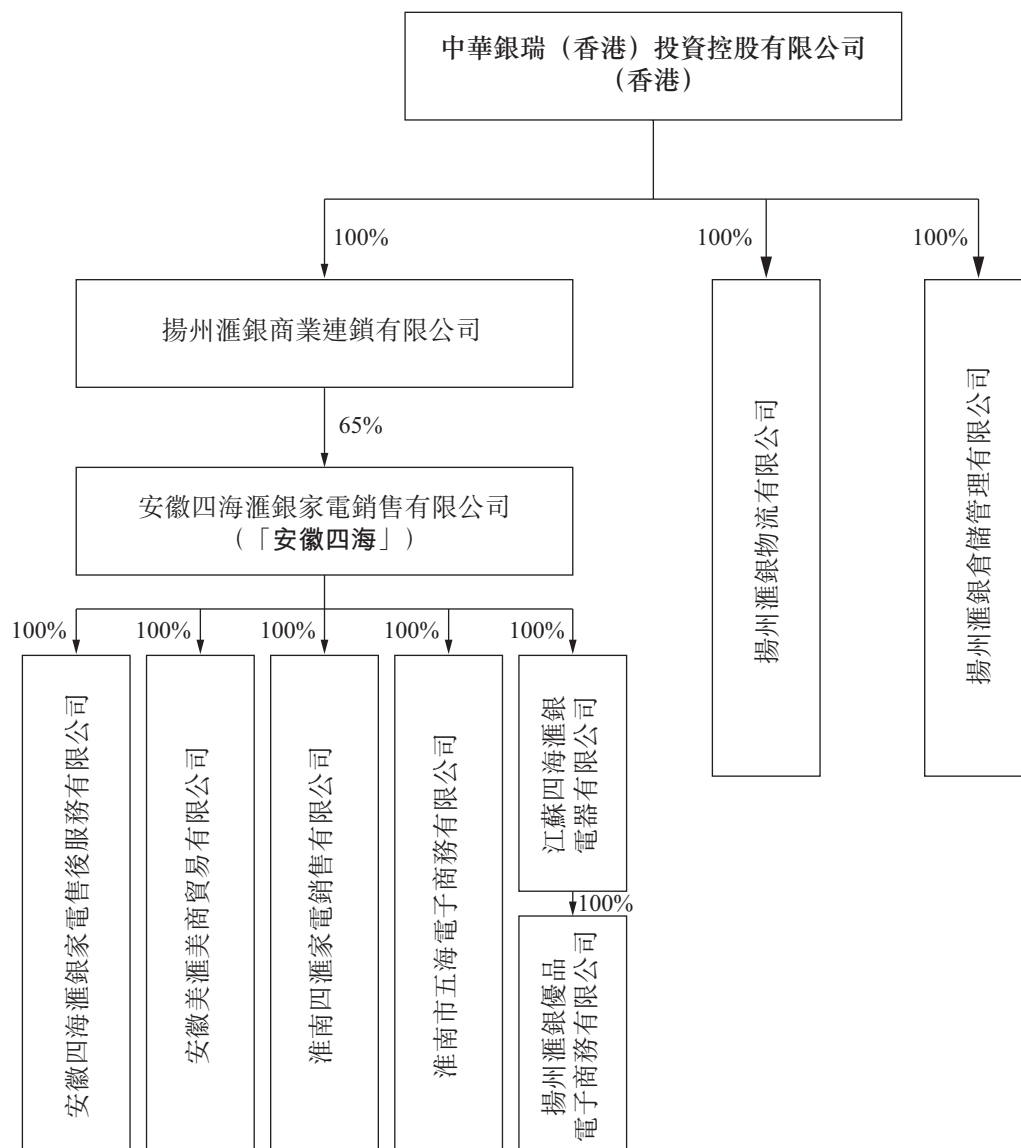 中華銀瑞（香港）投資控股有限公司
（香港）
100%
100%
100%
揚州滙銀商業連鎖有限公司
揚州滙銀物流有限公司
揚州滙銀倉儲管理有限公司
65%
安徽四海滙銀家電銷售有限公司
（「安徽四海」）
100%
100%
100%
100%
100%
安徽四海滙銀家電售後服務有限公司
安徽美滙美商貿易有限公司
淮南四滙家電銷售有限公司
淮南市五海電子商務有限公司
江蘇四海滙銀
電器有限公司
100%
揚州滙銀優品
電子商務有限公司